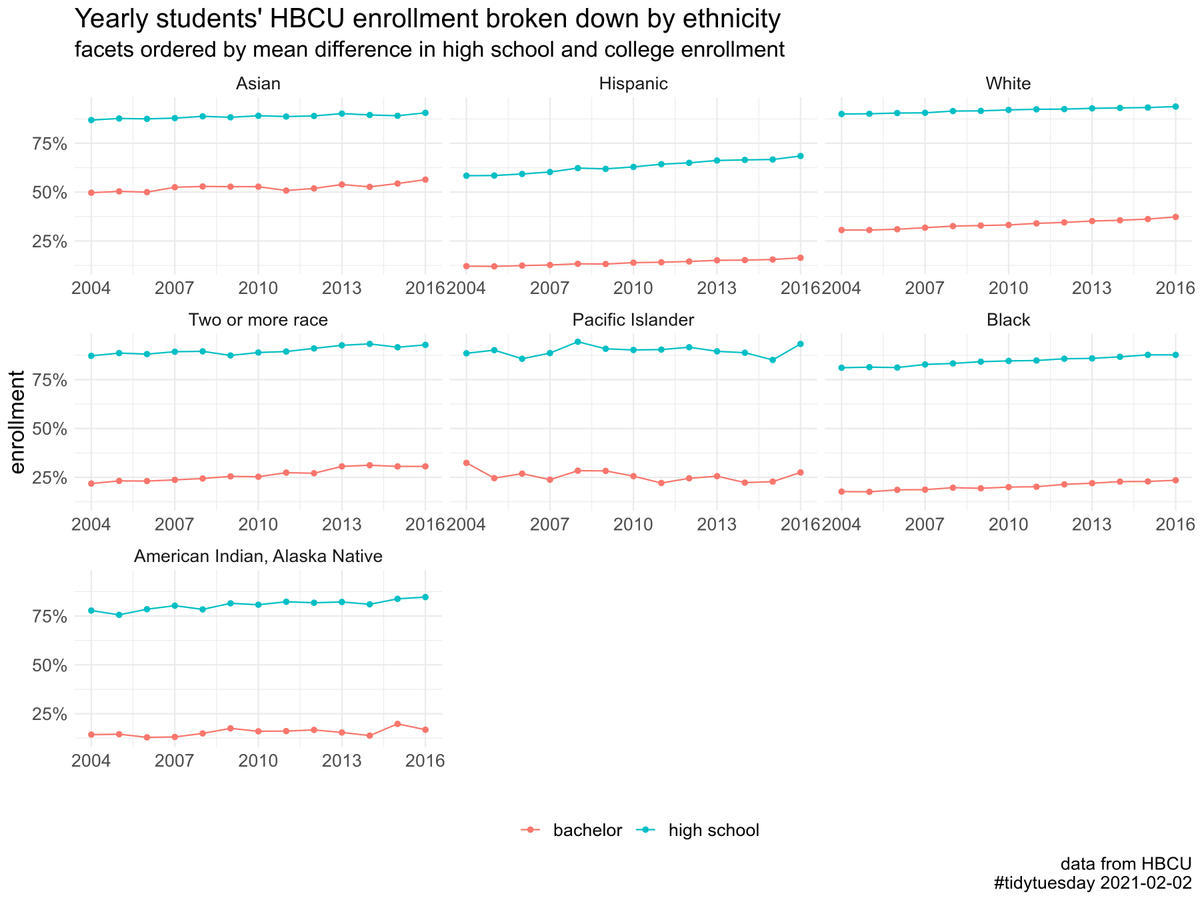 Yearly students' HBCU enrollment broken down by ethnicity
facets ordered by mean difference in high school and college enrollment
Asian Hispanic White
75%
50%
25%
2004 2007 2010 2013 2016 2004 2007 2010 2013 2016 2004 2007 2010 2013 2016
Two or more race Pacific Islander Black
75%
50%
25%
2004 2007 2010 2013 2016 2004 2007 2010 2013 2016 2004 2007 2010 2013 2016
enrollment
American Indian, Alaska Native
75%
50%
25%
2004 2007 2010 2013 2016
bachelor high school
data from HBCU
#tidytuesday 2021-02-02